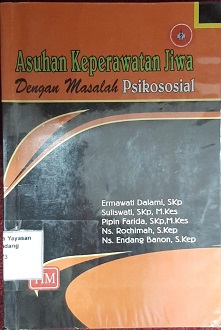 Asuhan Keperawatan Jiwa
Dengan Masalah Psikososial
Ermawati Dalami, SKp
Suliswati, SKp, M.Kes
Pipin Farida, SKp,M.Kes
Ns. Rochimah, S.Kep
Ns. Endang Banon, S.Kep
Yayasan
TIM